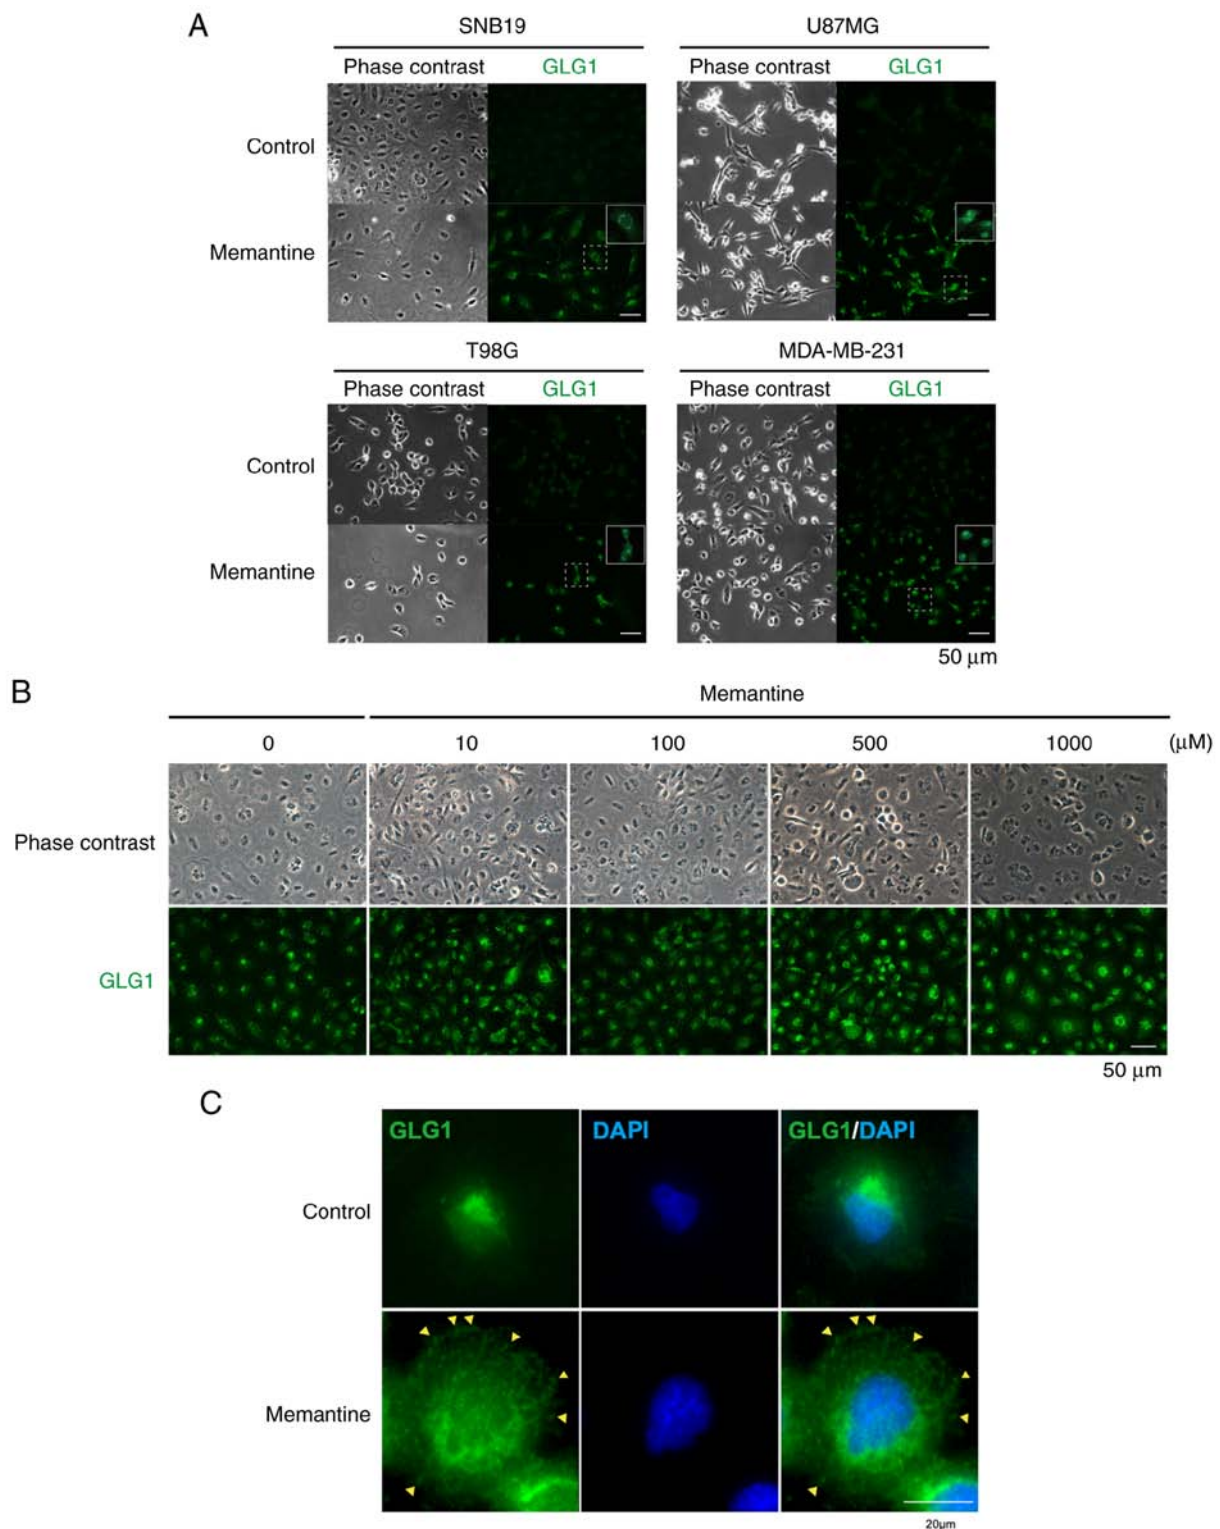 A
SNB19
U87MG
Phase contrast GLG1
Phase contrast GLG1
Control
Memantine
T98G
MDA-MB-231
Phase contrast GLG1
Phase contrast GLG1
Control
Memantine
50 μm
B
Memantine
0 10 100 500 1000 (μM)
Phase contrast
GLG1
50 μm
C
GLG1 DAPI GLG1/DAPI
Control
Memantine
20μm